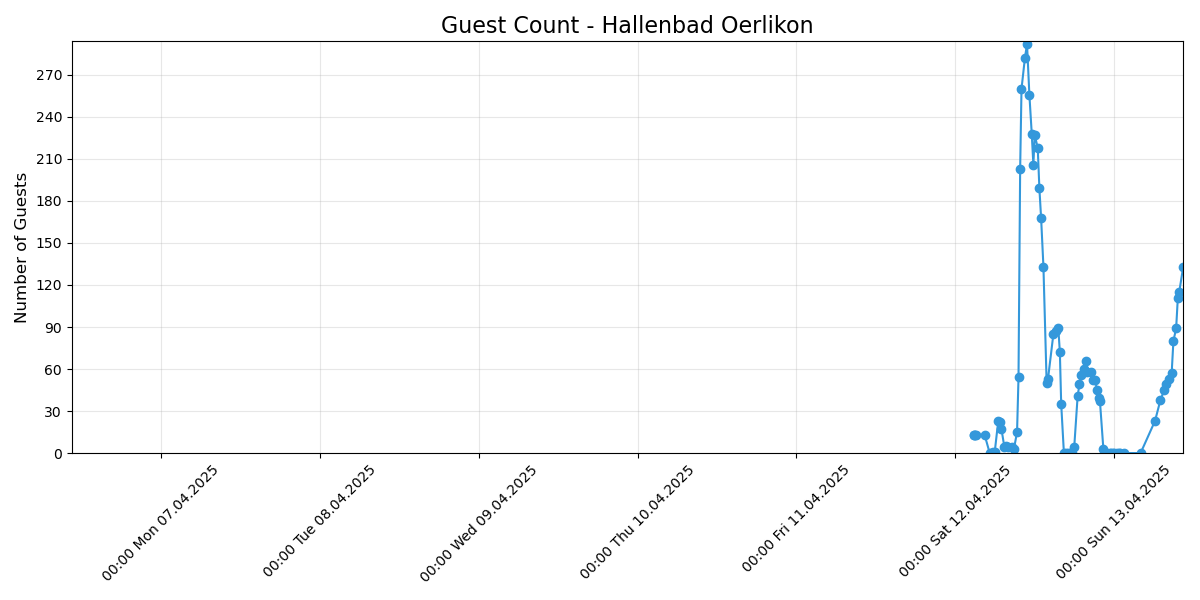 Guest Count - Hallenbad Oerlikon
Number of Guests
270
240
210
180
150
120
90
60
30
0
00:00 Mon 07.04.2025
00:00 Tue 08.04.2025
00:00 Wed 09.04.2025
00:00 Thu 10.04.2025
00:00 Fri 11.04.2025
00:00 Sat 12.04.2025
00:00 Sun 13.04.2025